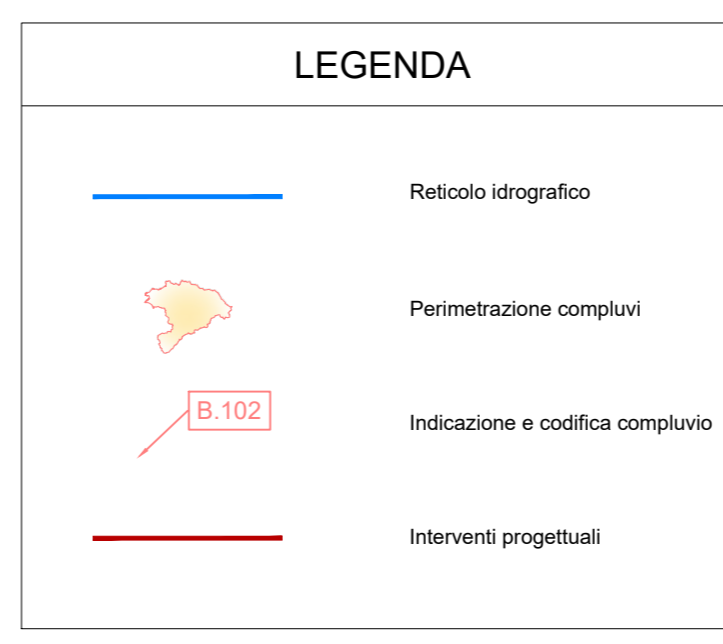 LEGENDA
Reticolo idrografico
Perimetrazione compluvi
B.102
Indicazione e codifica compluvio
Interventi progettuali